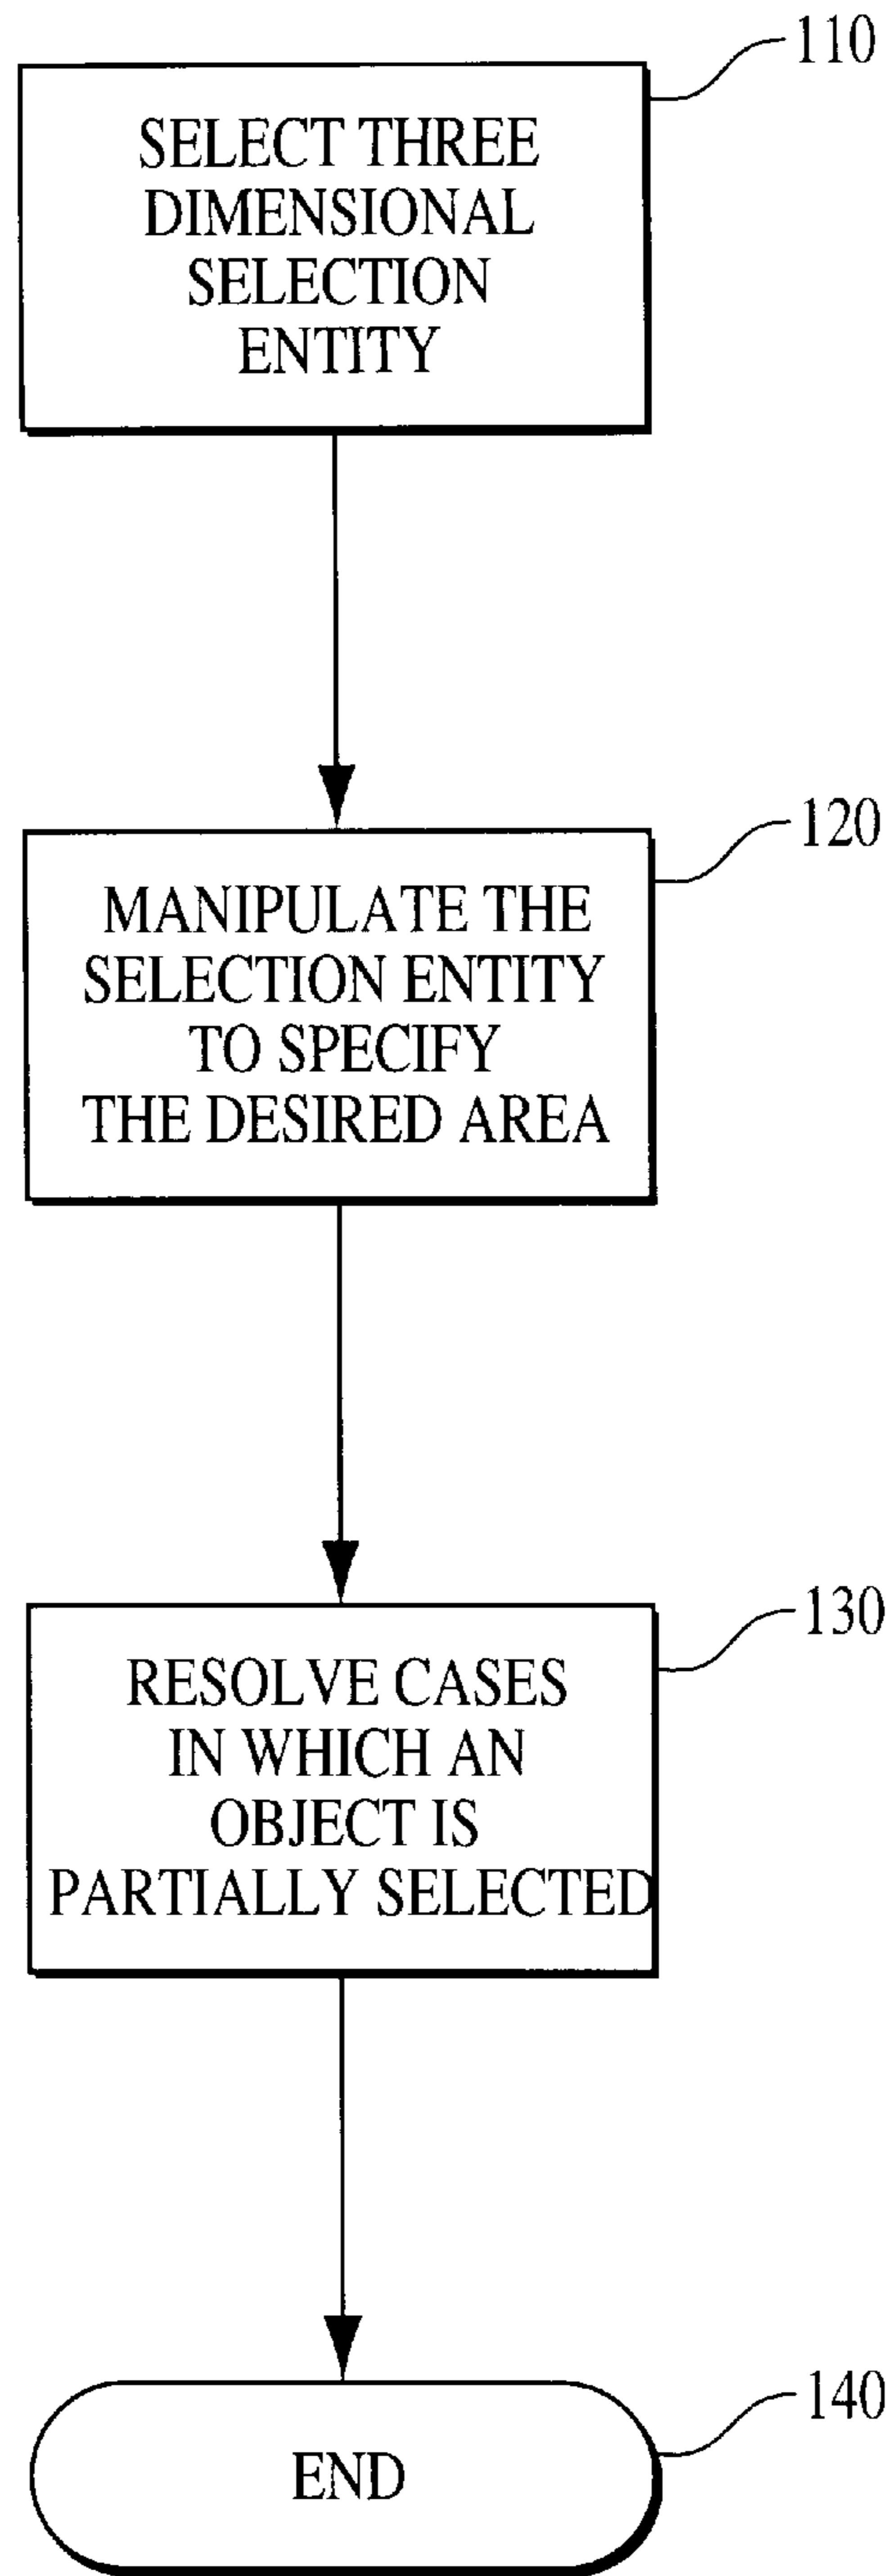 110
SELECT THREE
DIMENSIONAL
SELECTION
ENTITY
120
MANIPULATE THE
SELECTION ENTITY
TO SPECIFY
THE DESIRED AREA
130
RESOLVE CASES
IN WHICH AN
OBJECT IS
PARTIALLY SELECTED
140
END